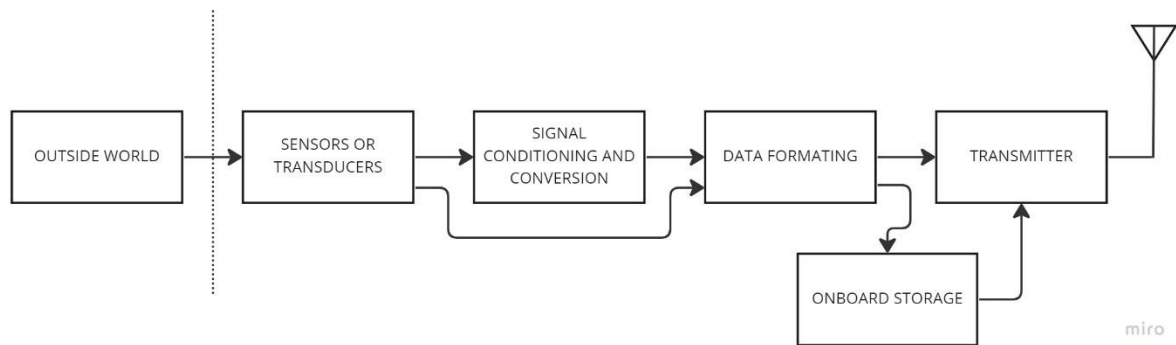 OUTSIDE WORLD
SENSORS OR
TRANSDUCERS
SIGNAL
CONDITIONING AND
CONVERSION
DATA FORMATING
TRANSMITTER
ONBOARD STORAGE
miro